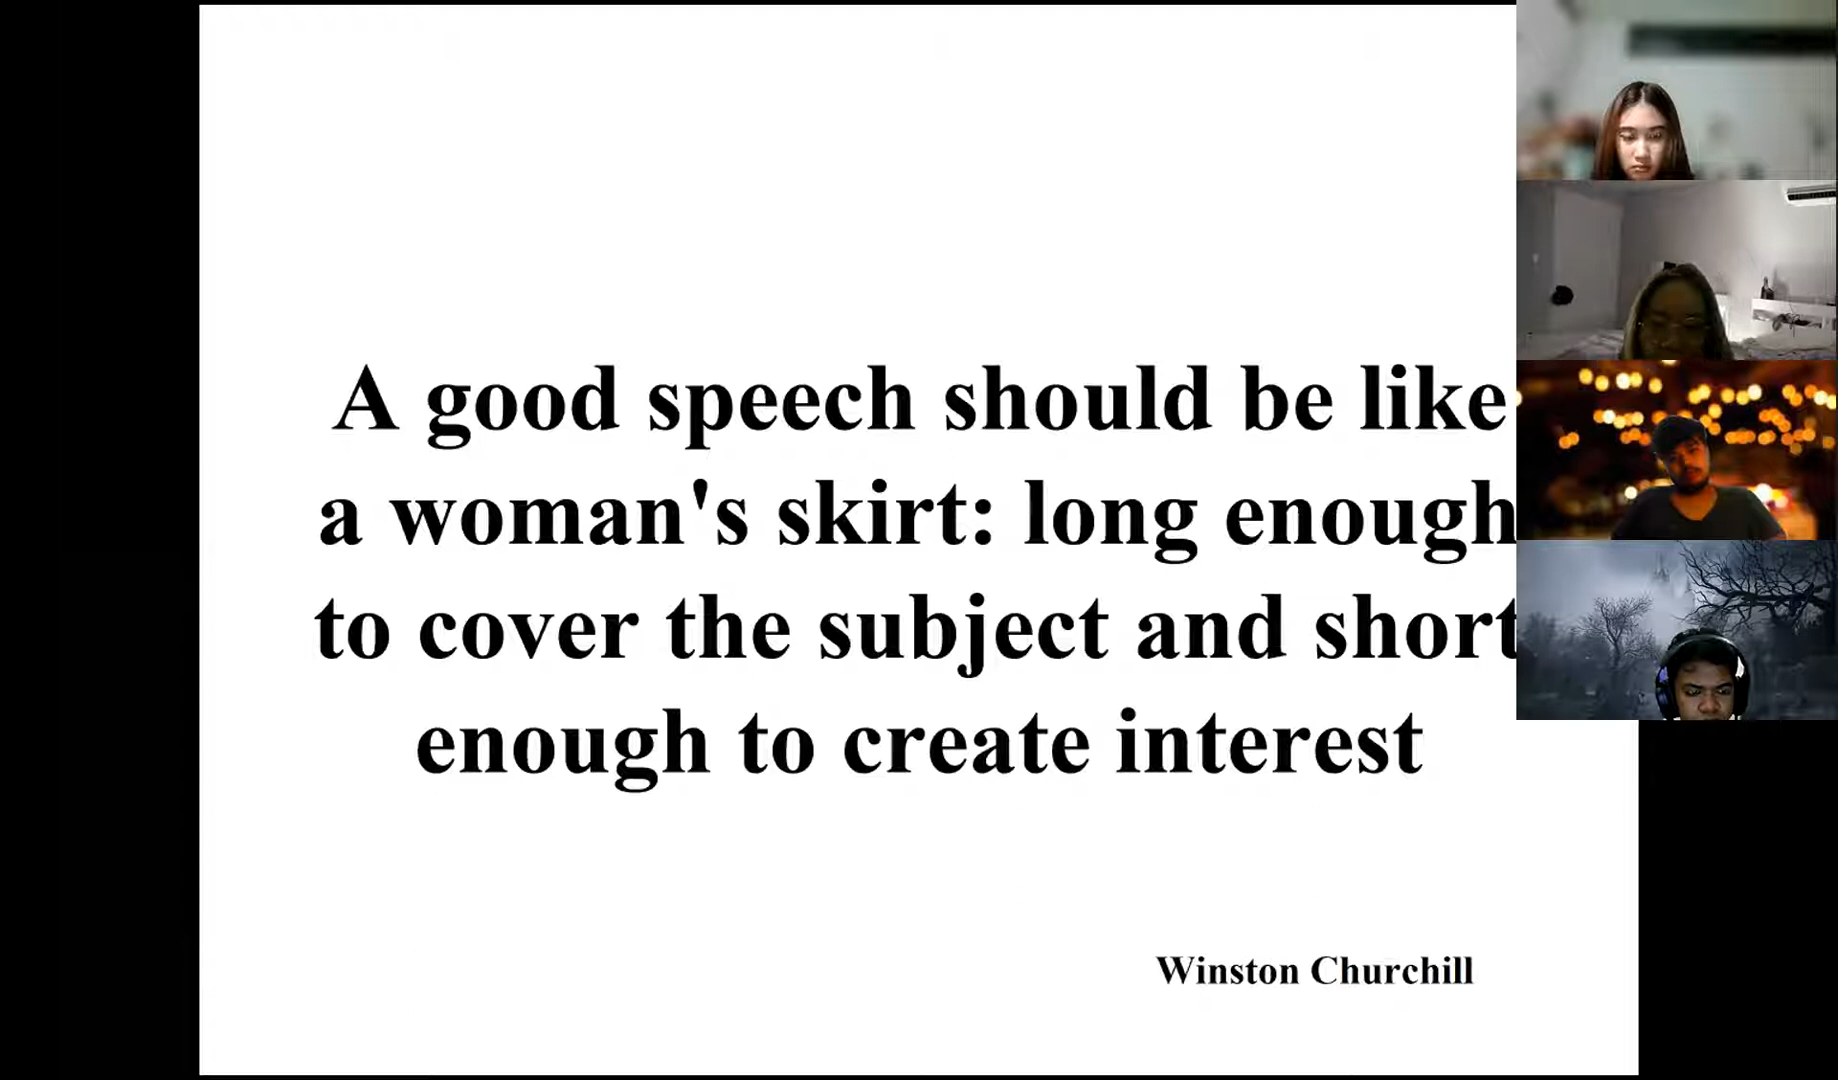 A good speech should be like
a woman's skirt: long enough
to cover the subject and short
enough to create interest
Winston Churchill